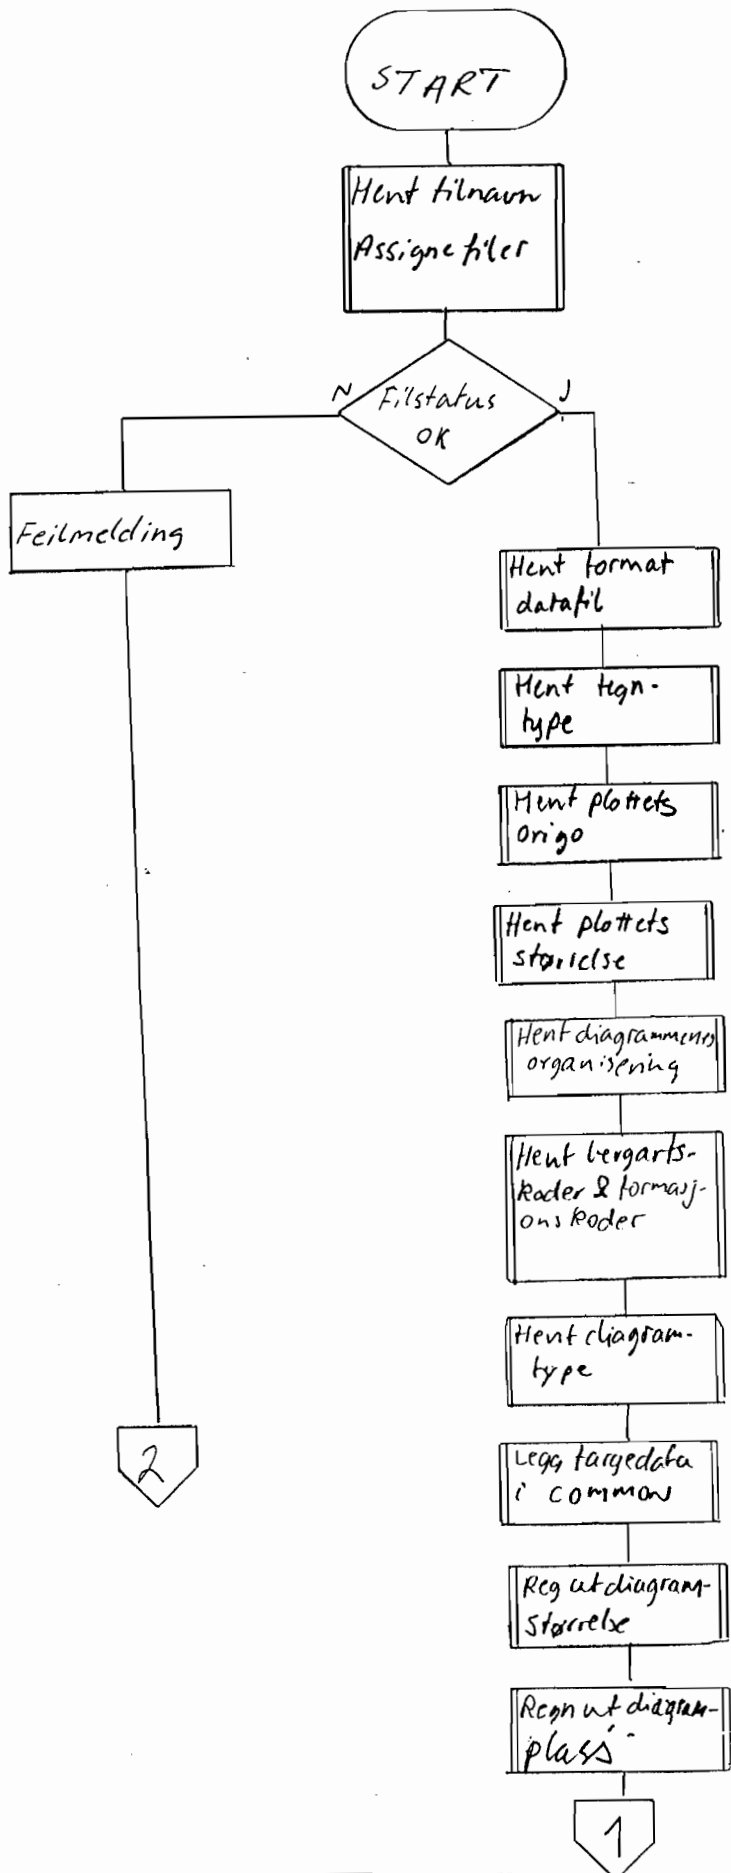 START
Hent filnavn
Assigne filer
N
J
Filstatus
OK
Feilmelding
Hent format
datafil
Hent tegn-
type
Hent plottets
origo
Hent plottets
størrelse
Hent diagrammenes
organisering
Hent bergarts-
koder & formasj-
ons koder
Hent diagram-
type
2
Legg fargedata
i COMMON
Reg ut diagram-
størrelse
Regn ut diagram-
plass
1